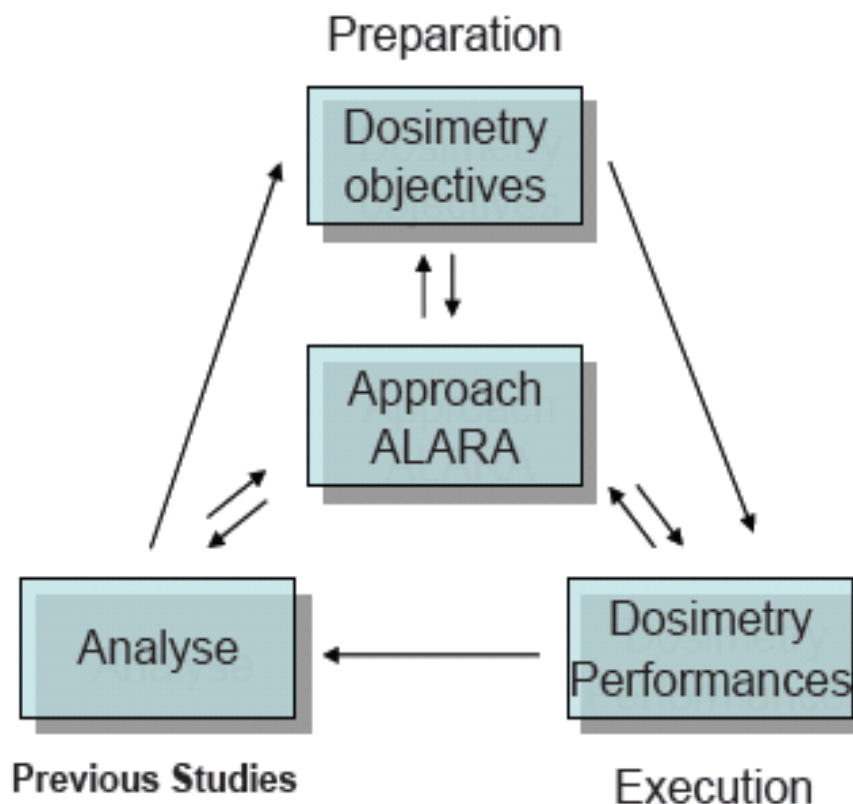 Preparation
Dosimetry
objectives
Approach
ALARA
Analyse
Dosimetry
Performances
Previous Studies
Execution